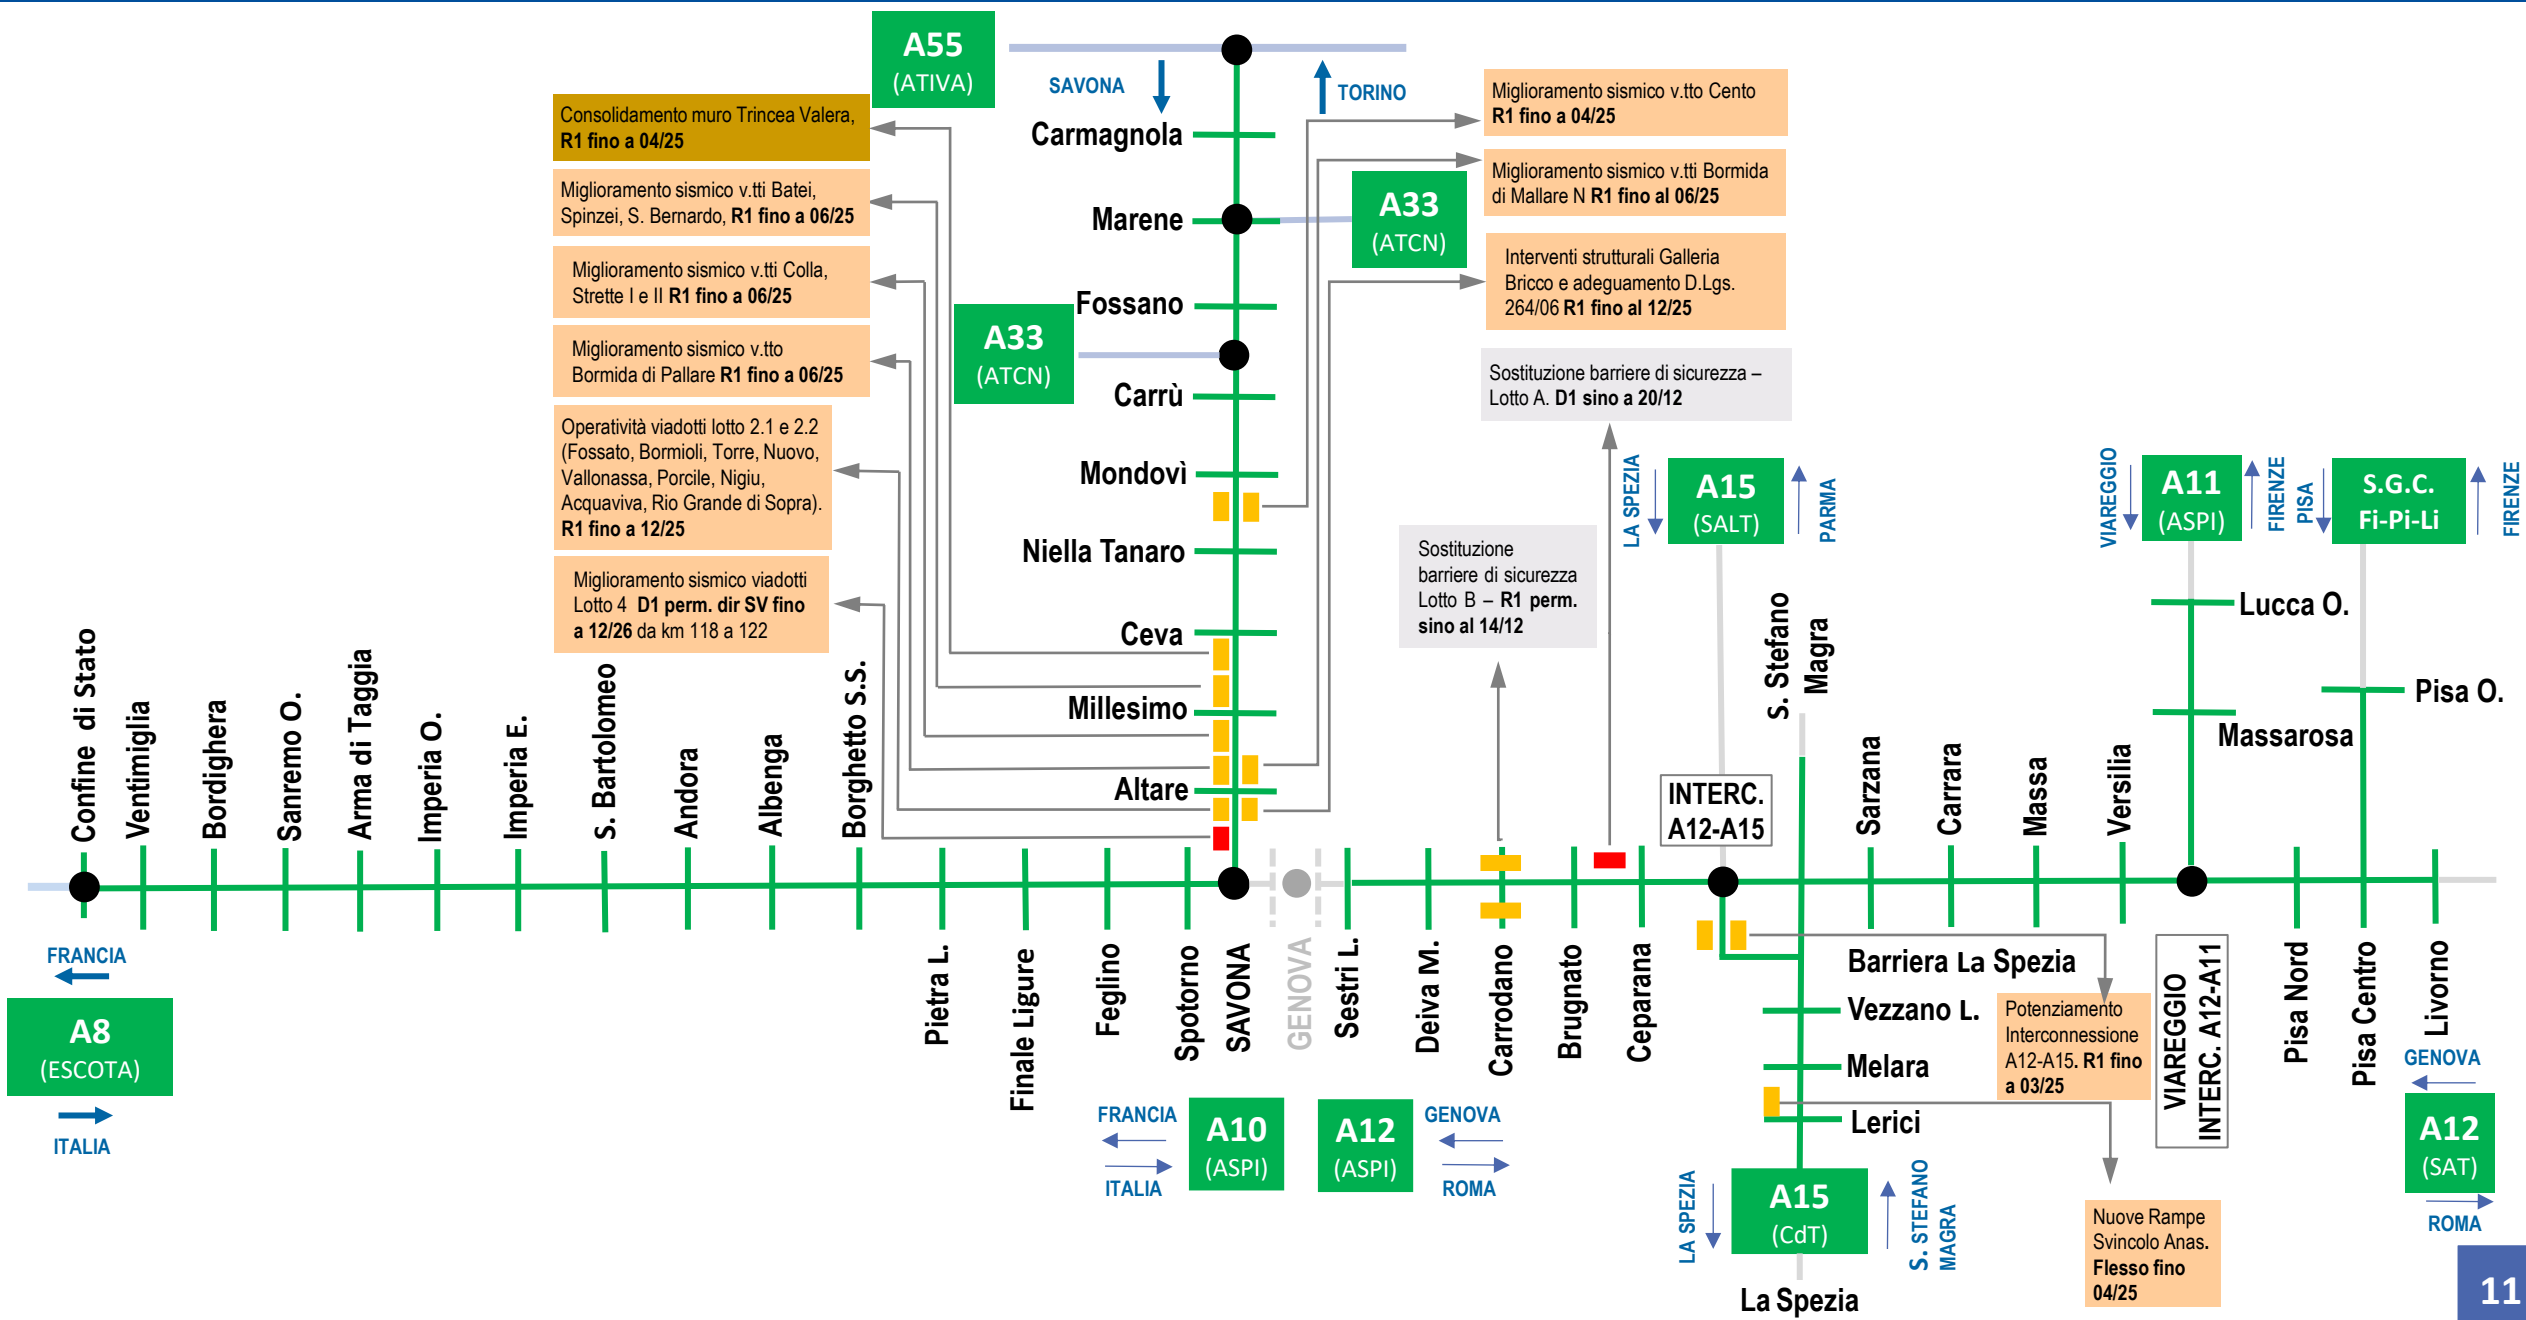 A55
(ATIVA)
SAVONA
TORINO
Consolidamento muro Trincea Valera,
R1 fino a 04/25
Miglioramento sismico v.tti Batei,
Spinzei, S. Bernardo, R1 fino a 06/25
Miglioramento sismico v.tti Colla,
Strette I e II R1 fino a 06/25
Miglioramento sismico v.tto
Bormida di Pallare R1 fino a 06/25
Operatività viadotti lotto 2.1 e 2.2
(Fossato, Bormioli, Torre, Nuovo,
Vallonassa, Porcile, Nigiu,
Acquaviva, Rio Grande di Sopra).
R1 fino a 12/25
Miglioramento sismico viadotti
Lotto 4 D1 perm. dir SV fino
a 12/26 da km 118 a 122
Carmagnola
Marene
Fossano
Carrù
Mondovì
Niella Tanaro
Ceva
Millesimo
Altare
A33
(ATCN)
A33
(ATCN)
Miglioramento sismico v.tto Cento
R1 fino a 04/25
Miglioramento sismico v.tti Bormida
di Mallare N R1 fino al 06/25
Interventi strutturali Galleria
Bricco e adeguamento D.Lgs.
264/06 R1 fino al 12/25
Sostituzione barriere di sicurezza –
Lotto A. D1 sino a 20/12
Sostituzione
barriere di sicurezza
Lotto B – R1 perm.
sino al 14/12
LA SPEZIA
A15
(SALT)
PARMA
VIAREGGIO
A11
(ASPI)
FIRENZE
PISA
S.G.C.
Fi-Pi-Li
FIRENZE
Lucca O.
Massarosa
Pisa O.
Confine di Stato
Ventimiglia
Bordighera
Sanremo O.
Arma di Taggia
Imperia O.
Imperia E.
S. Bartolomeo
Andora
Albenga
Borghetto S.S.
Pietra L.
Finale Ligure
Feglino
Spotorno
SAVONA
GENOVA
Sestri L.
Deiva M.
Carrodano
Brugnato
Ceparana
INTERC.
A12-A15
S. Stefano
Magra
Sarzana
Carrara
Massa
Versilia
VIAREGGIO
INTERC. A12-A11
Pisa Nord
Pisa Centro
Livorno
Barriera La Spezia
Vezzano L.
Melara
Lerici
Potenziamento
Interconnessione
A12-A15. R1 fino
a 03/25
Nuove Rampe
Svincolo Anas.
Flesso fino
04/25
FRANCIA
A8
(ESCOTA)
ITALIA
FRANCIA
ITALIA
A10
(ASPI)
A12
(ASPI)
GENOVA
ROMA
LA SPEZIA
A15
(CdT)
S. STEFANO
MAGRA
La Spezia
GENOVA
A12
(SAT)
ROMA
11